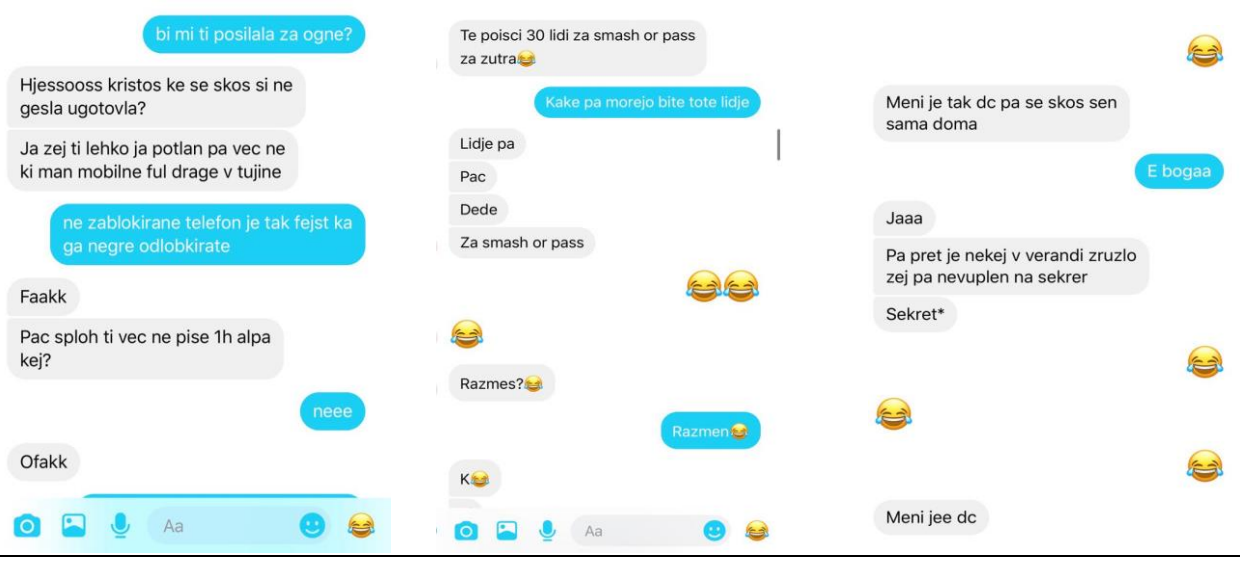 bi mi ti posilala za ogne?
Hjessooss kristos ke se skos si ne
gesla ugotovla?
Ja zej ti lehko ja potlan pa vec ne
ki man mobilne ful drage v tujine
ne zablokirane telefon je tak fejst ka
ga negre odlobkirate
Faakk
Pac sploh ti vec ne pise 1h alpa
kej?
neee
Ofakk
Aa
😂
Te poisci 30 lidi za smash or pass
za zutra😂
Kake pa morejo bite tote lidje
Lidje pa
Pac
Dede
Za smash or pass
😂😂
😂
Razmes?😂
Razmen😂
K😂
Aa
😂
😂
Meni je tak dc pa se skos sen
sama doma
E bogaa
Jaaa
Pa pret je nekej v verandi zruzlo
zej pa nevuplen na sekrer
Sekret*
😂
😂
😂
Meni jee dc